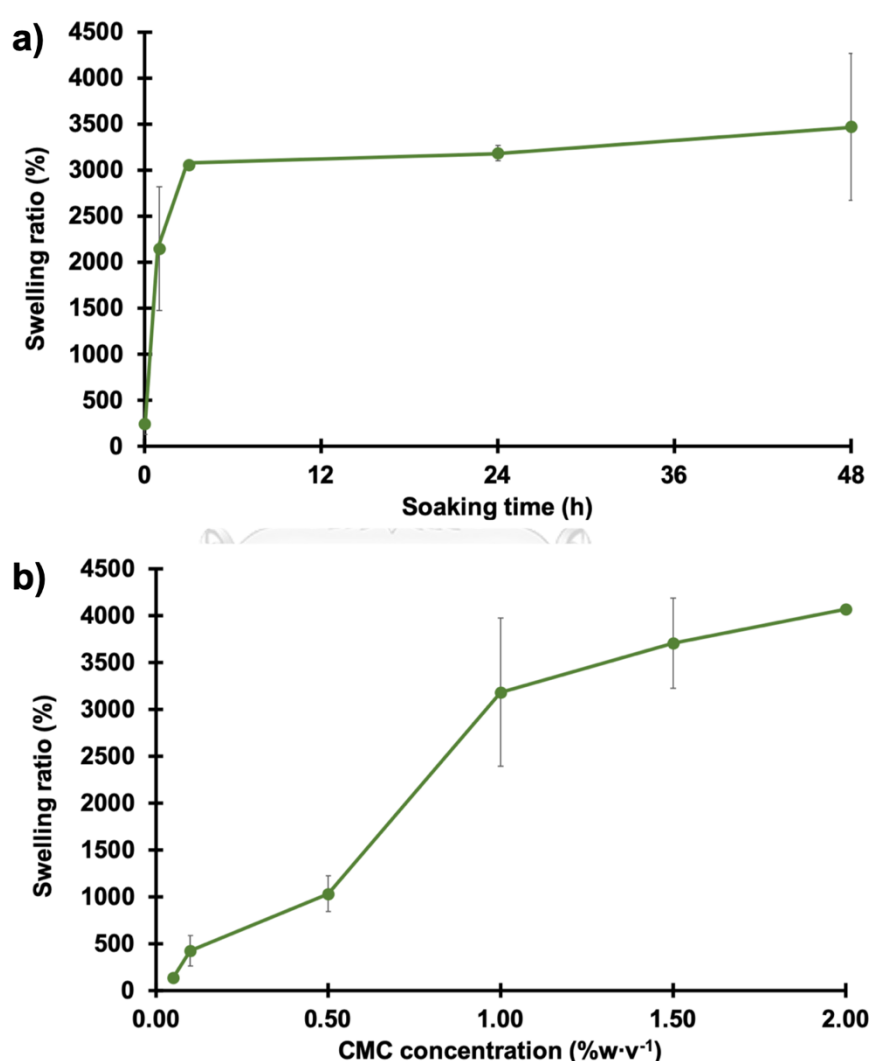 a)
4500
4000
3500
3000
2500
2000
1500
1000
500
0
Swelling ratio (%)
0 12 24 36 48
Soaking time (h)
b)
4500
4000
3500
3000
2500
2000
1500
1000
500
0
Swelling ratio (%)
0.00 0.50 1.00 1.50 2.00
CMC concentration (%w·v⁻¹)